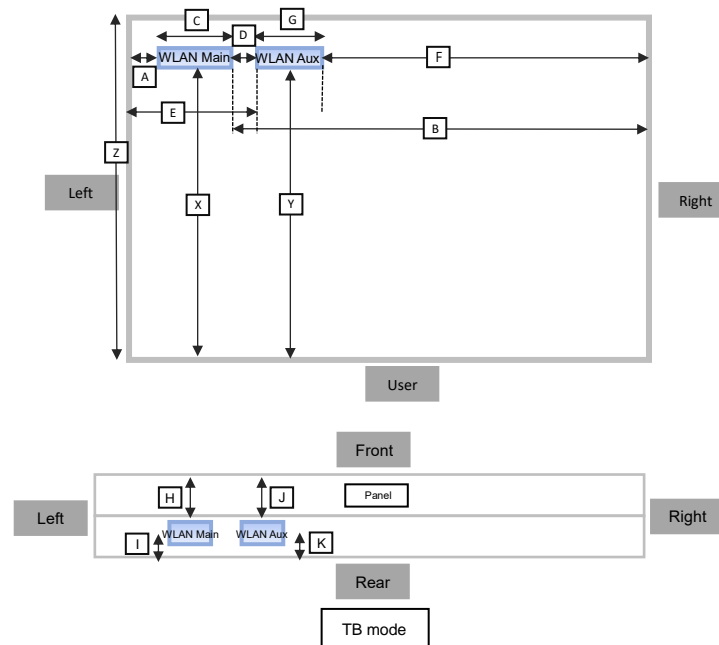 C
G
D
WLAN Main
WLAN Aux
F
A
E
B
Z
Left
X
Y
Right
User
Front
H
J
Panel
Left
Right
WLAN Main
WLAN Aux
I
K
Rear
TB mode